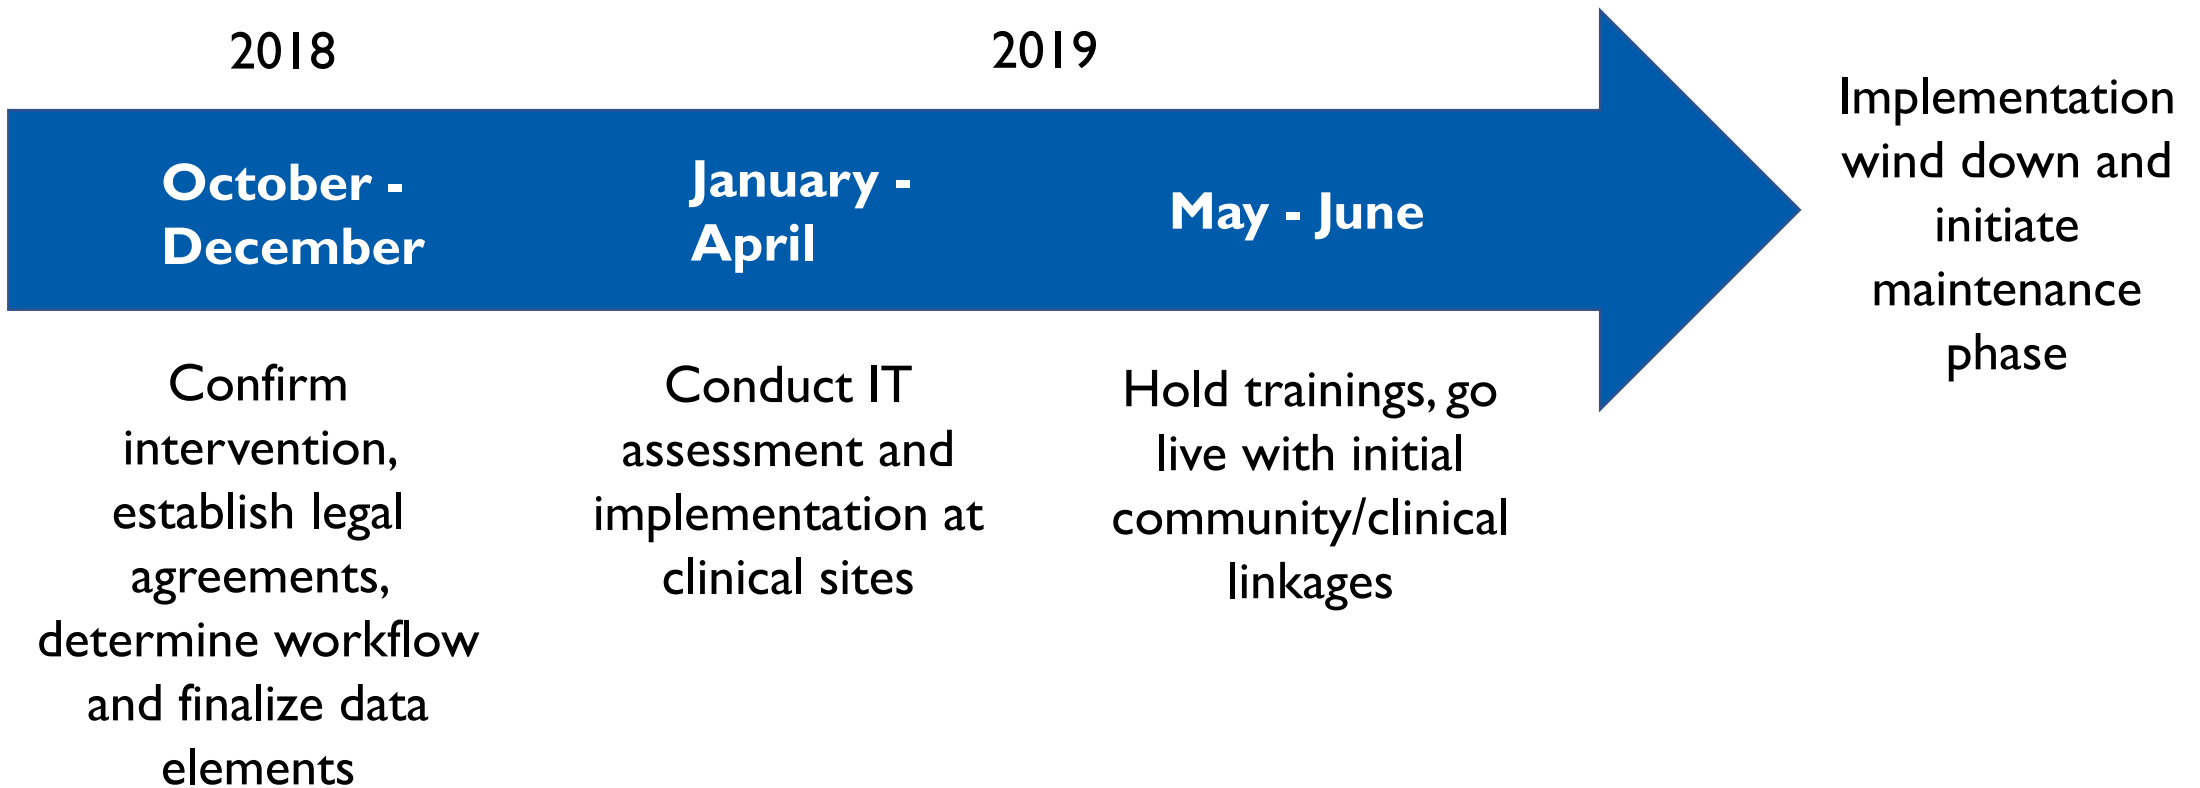 2018
2019
October -
December
January -
April
May - June
Implementation
wind down and
initiate
maintenance
phase
Confirm
intervention,
establish legal
agreements,
determine workflow
and finalize data
elements
Conduct IT
assessment and
implementation at
clinical sites
Hold trainings, go
live with initial
community/clinical
linkages